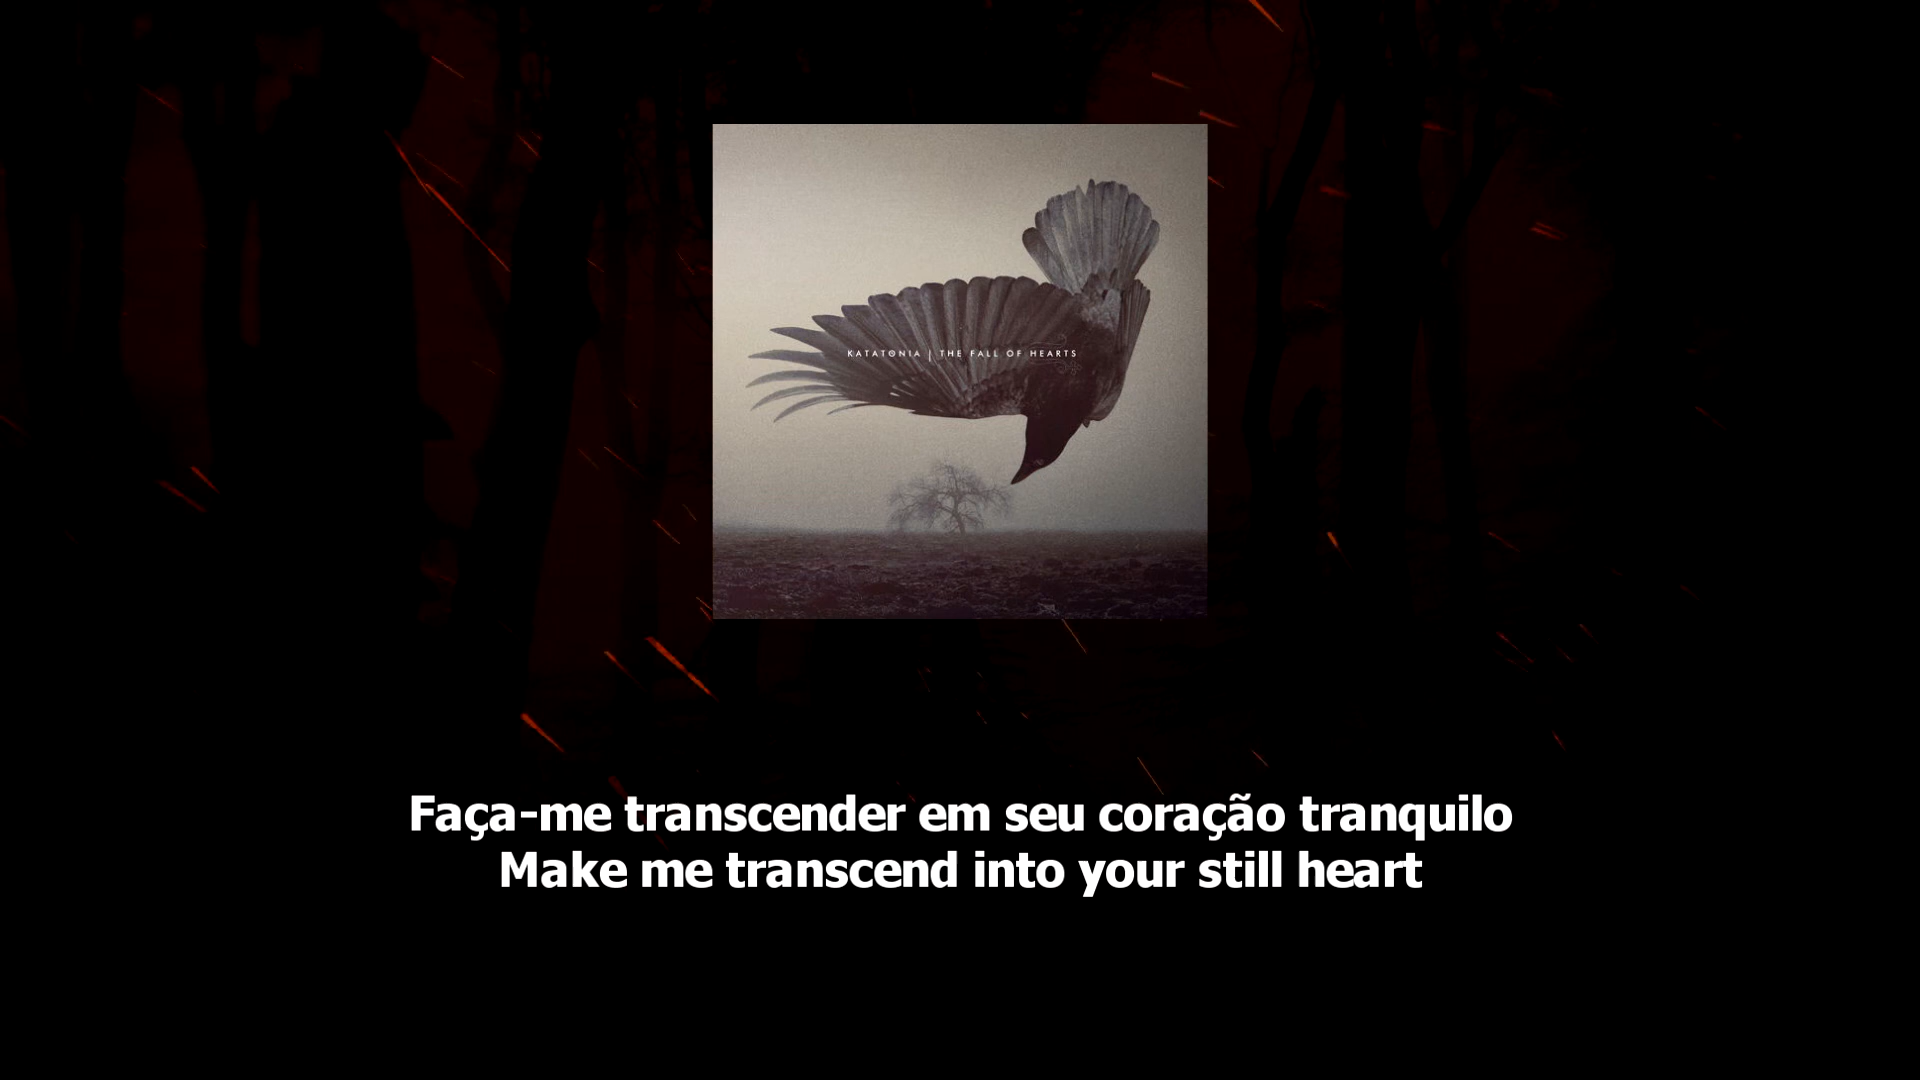 KATATONIA | THE FALL OF HEARTS
Faça-me transcender em seu coração tranquilo
Make me transcend into your still heart